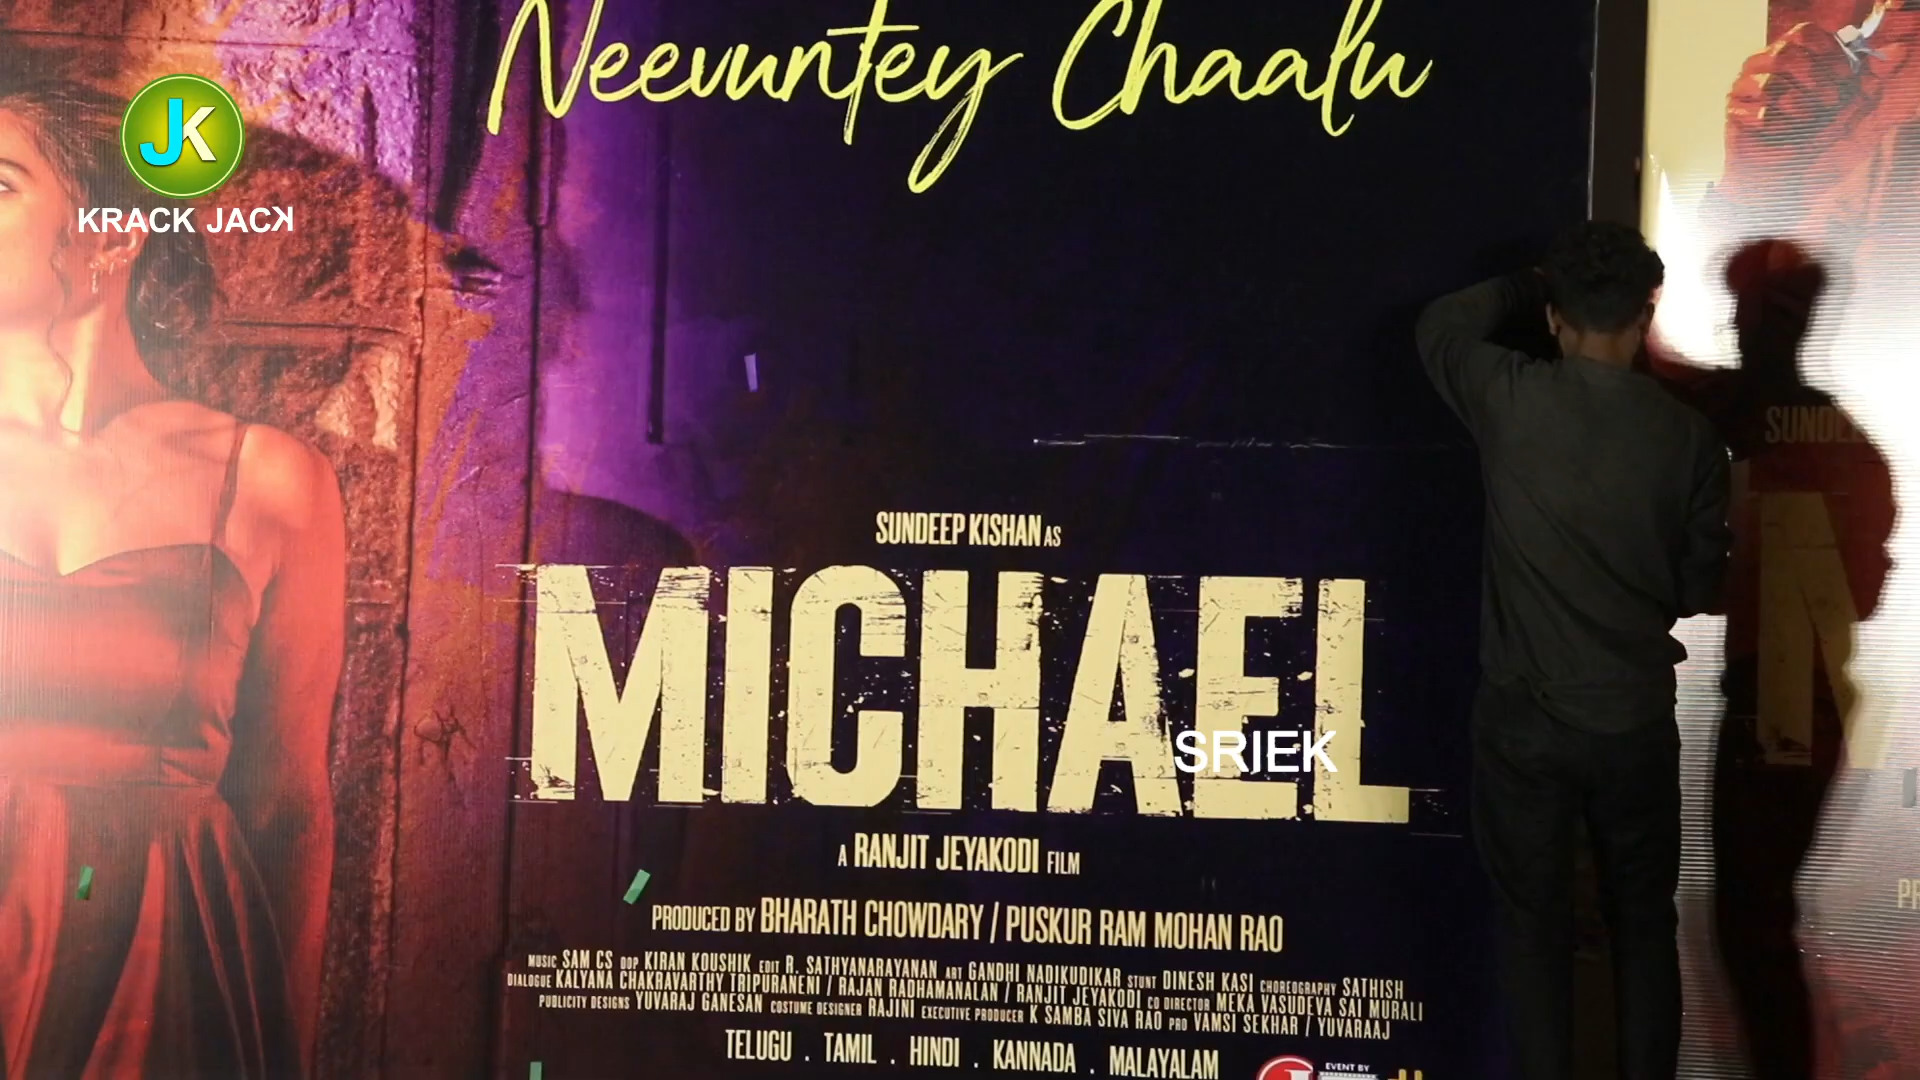 Neevuntey Chaalu
JK
KRACK JACK
SUNDEEP KISHAN AS
MICHAEL
SRIEK
A RANJIT JEYAKODI FILM
PRODUCED BY BHARATH CHOWDARY / PUSKUR RAM MOHAN RAO
MUSIC SAM CS DOP KIRAN KOUSHIK EDIT R. SATHYANARAYANAN ART GANDHI NADIKUDIKAR STUNT DINESH KASI CHOREOGRAPHY SATHISH
DIALOGUE KALYANA CHAKRAVARTHY TRIPURANENI / RAJAN RADHAMANALAN / RANJIT JEYAKODI CO DIRECTOR MEKA VASUDEVA SAI MURALI
PUBLICITY DESIGNS YUVARAJ GANESAN COSTUME DESIGNER RAJINI EXECUTIVE PRODUCER K SAMBA SIVA RAO PRO VAMSI SEKHAR / YUVARAAJ
TELUGU . TAMIL . HINDI . KANNADA . MALAYALAM
EVENT BY